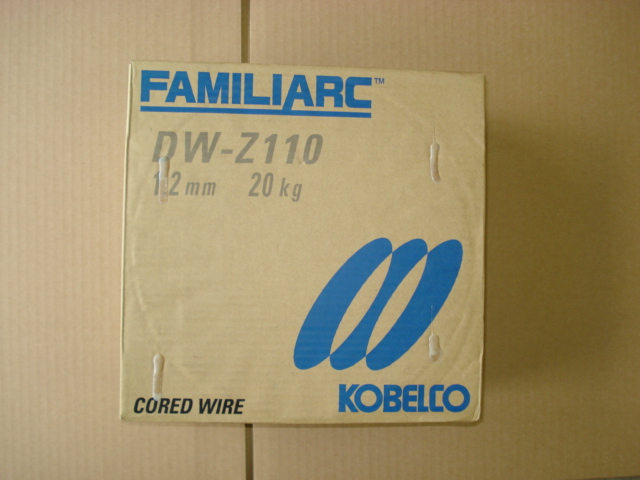 FAMILIARC™
DW-Z110
1.2mm 20kg
CORED WIRE
KOBELCO